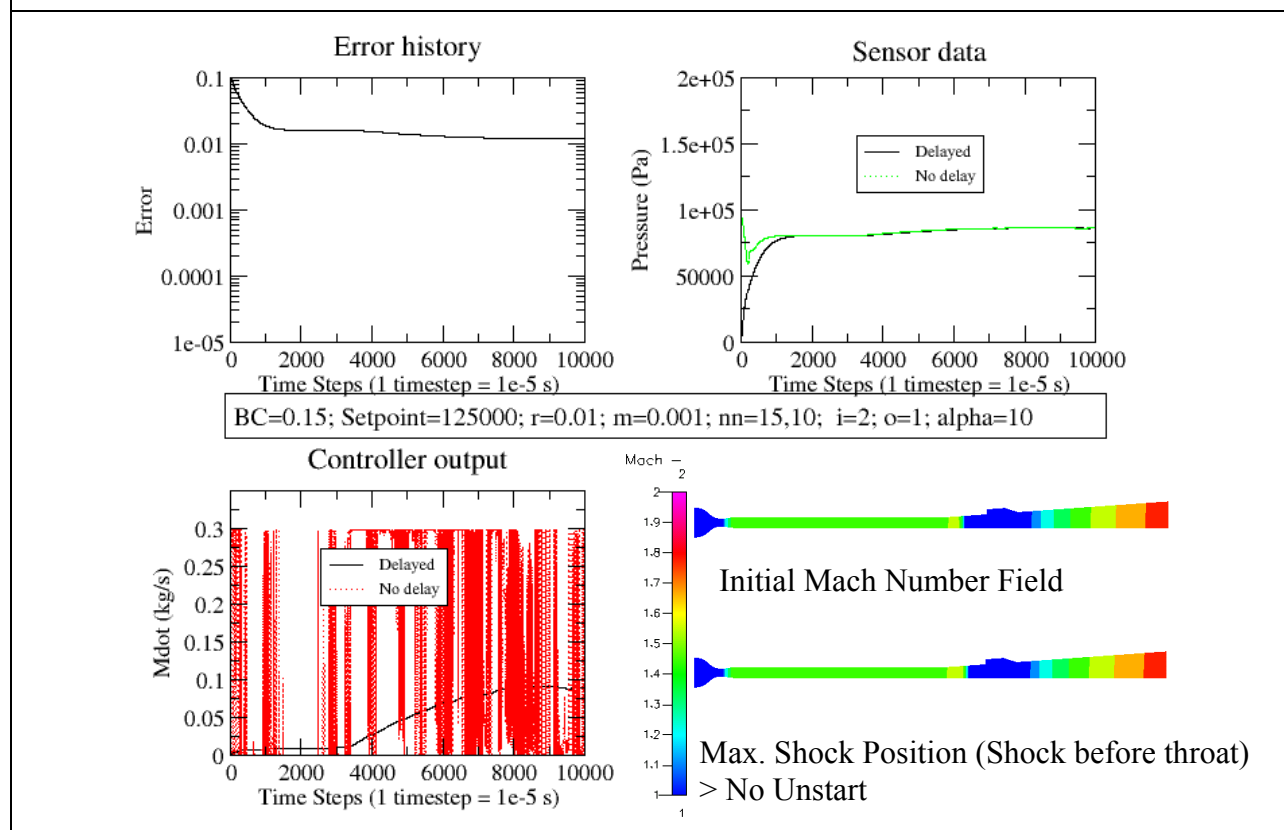 Error history
0.1
0.01
0.001
0.0001
1e-05
Error
0 2000 4000 6000 8000 10000
Time Steps (1 timestep = 1e-5 s)
Sensor data
2e+05
1.5e+05
1e+05
50000
0
Pressure (Pa)
Delayed
No delay
0 2000 4000 6000 8000 10000
Time Steps (1 timestep = 1e-5 s)
BC=0.15; Setpoint=125000; r=0.01; m=0.001; nn=15,10; i=2; o=1; alpha=10
Controller output
0.3
0.25
0.2
0.15
0.1
0.05
0
Mdot (kg/s)
Delayed
No delay
0 2000 4000 6000 8000 10000
Time Steps (1 timestep = 1e-5 s)
Mach –
2
2
1.9
1.8
1.7
1.6
1.5
1.4
1.3
1.2
1.1
1
1
Initial Mach Number Field
Max. Shock Position (Shock before throat)
> No Unstart